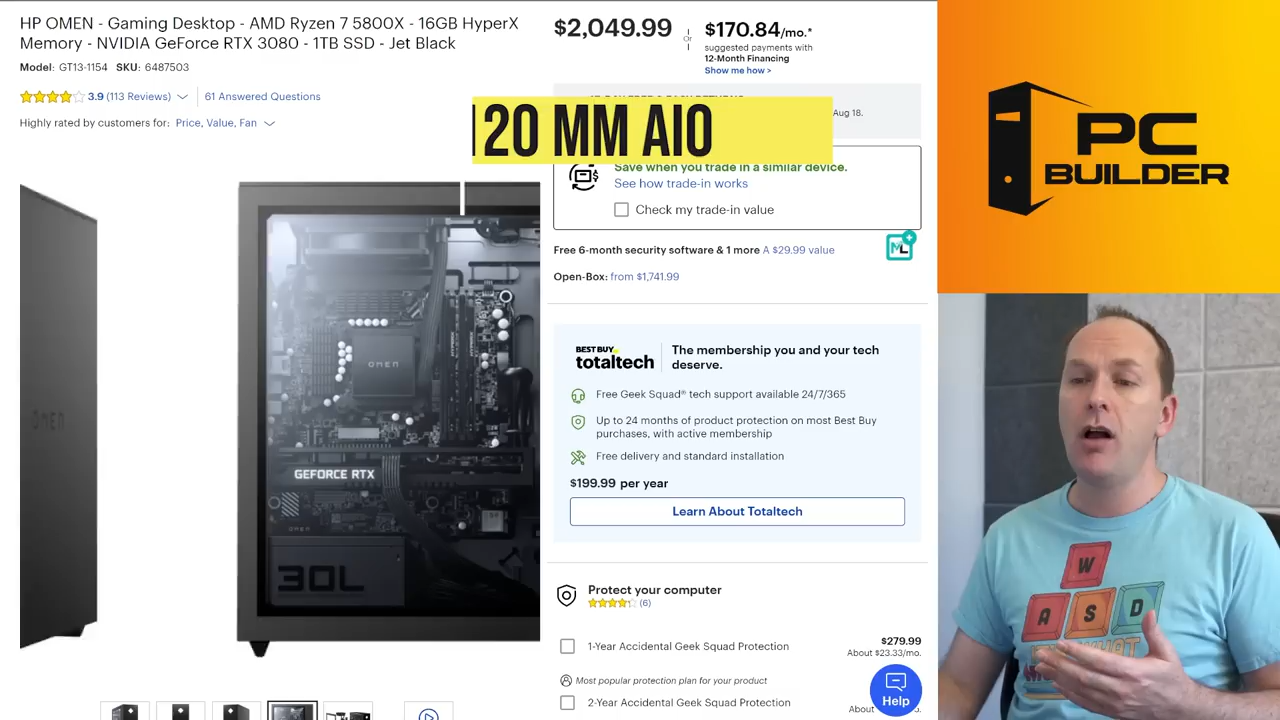 HP OMEN - Gaming Desktop - AMD Ryzen 7 5800X - 16GB HyperX
Memory - NVIDIA GeForce RTX 3080 - 1TB SSD - Jet Black
Model: GT13-1154 SKU: 6487503
3.9 (113 Reviews)
61 Answered Questions
Highly rated by customers for: Price, Value, Fan
OMEN
OMEN
GEFORCE RTX
OMEN
30L
$2,049.99
Or
$170.84/mo.*
suggested payments with
12-Month Financing
Show me how >
Aug 18.
20 MM AIO
Save when you trade in a similar device.
See how trade-in works
Check my trade-in value
Free 6-month security software & 1 more A $29.99 value
ML
Open-Box: from $1,741.99
BEST BUY
totaltech
The membership you and your tech
deserve.
Free Geek Squad® tech support available 24/7/365
Up to 24 months of product protection on most Best Buy
purchases, with active membership
Free delivery and standard installation
$199.99 per year
Learn About Totaltech
Protect your computer
(6)
1-Year Accidental Geek Squad Protection
$279.99
About $23.33/mo.
Most popular protection plan for your product
2-Year Accidental Geek Squad Protection
About
Help
PC
BUILDER
W
A S D